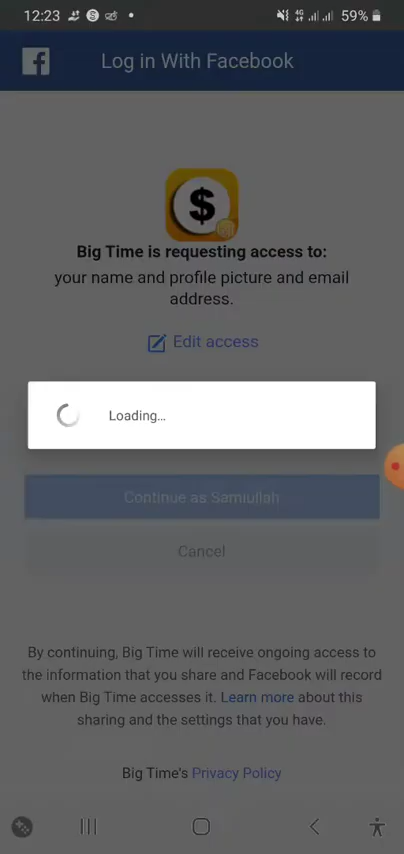 12:23
4G
59%
Log in With Facebook
$
Big Time is requesting access to:
your name and profile picture and email
address.
Edit access
Loading...
Continue as Samiullah
Cancel
By continuing, Big Time will receive ongoing access to
the information that you share and Facebook will record
when Big Time accesses it. Learn more about this
sharing and the settings that you have.
Big Time's Privacy Policy